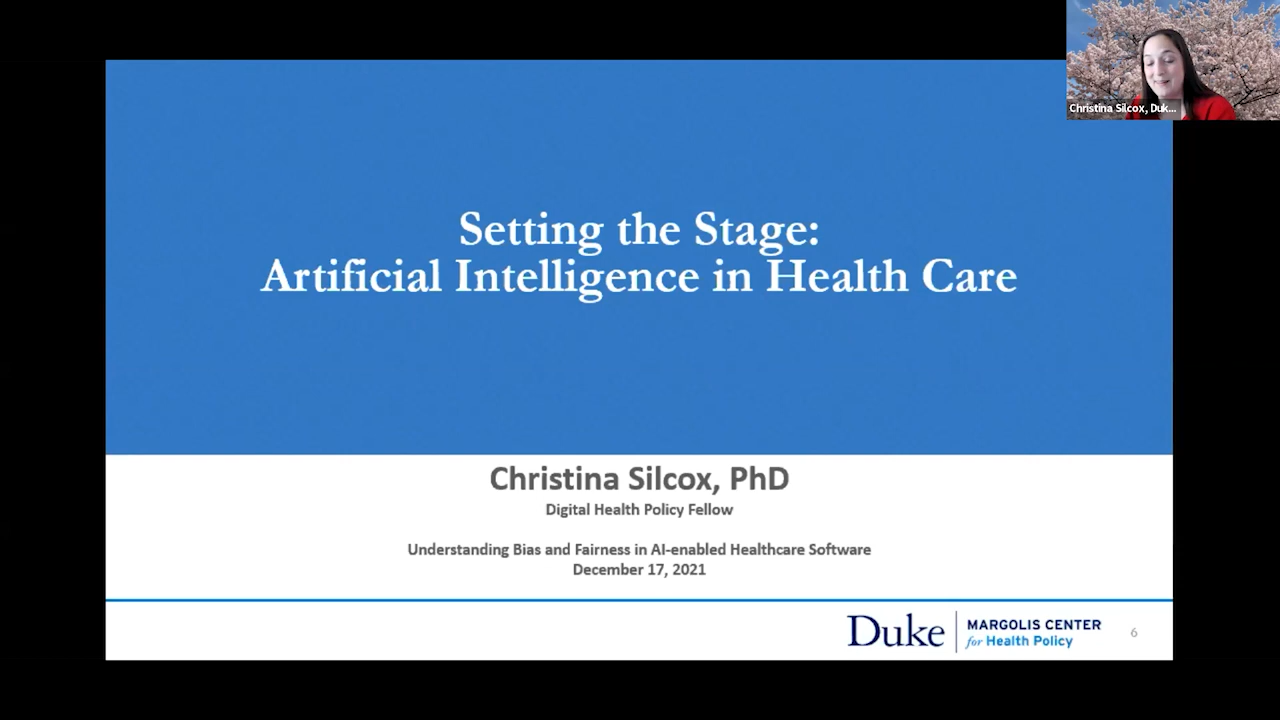 Christina Silcox, Duk...
Setting the Stage:
Artificial Intelligence in Health Care
Christina Silcox, PhD
Digital Health Policy Fellow
Understanding Bias and Fairness in AI-enabled Healthcare Software
December 17, 2021
Duke
MARGOLIS CENTER
for Health Policy
6